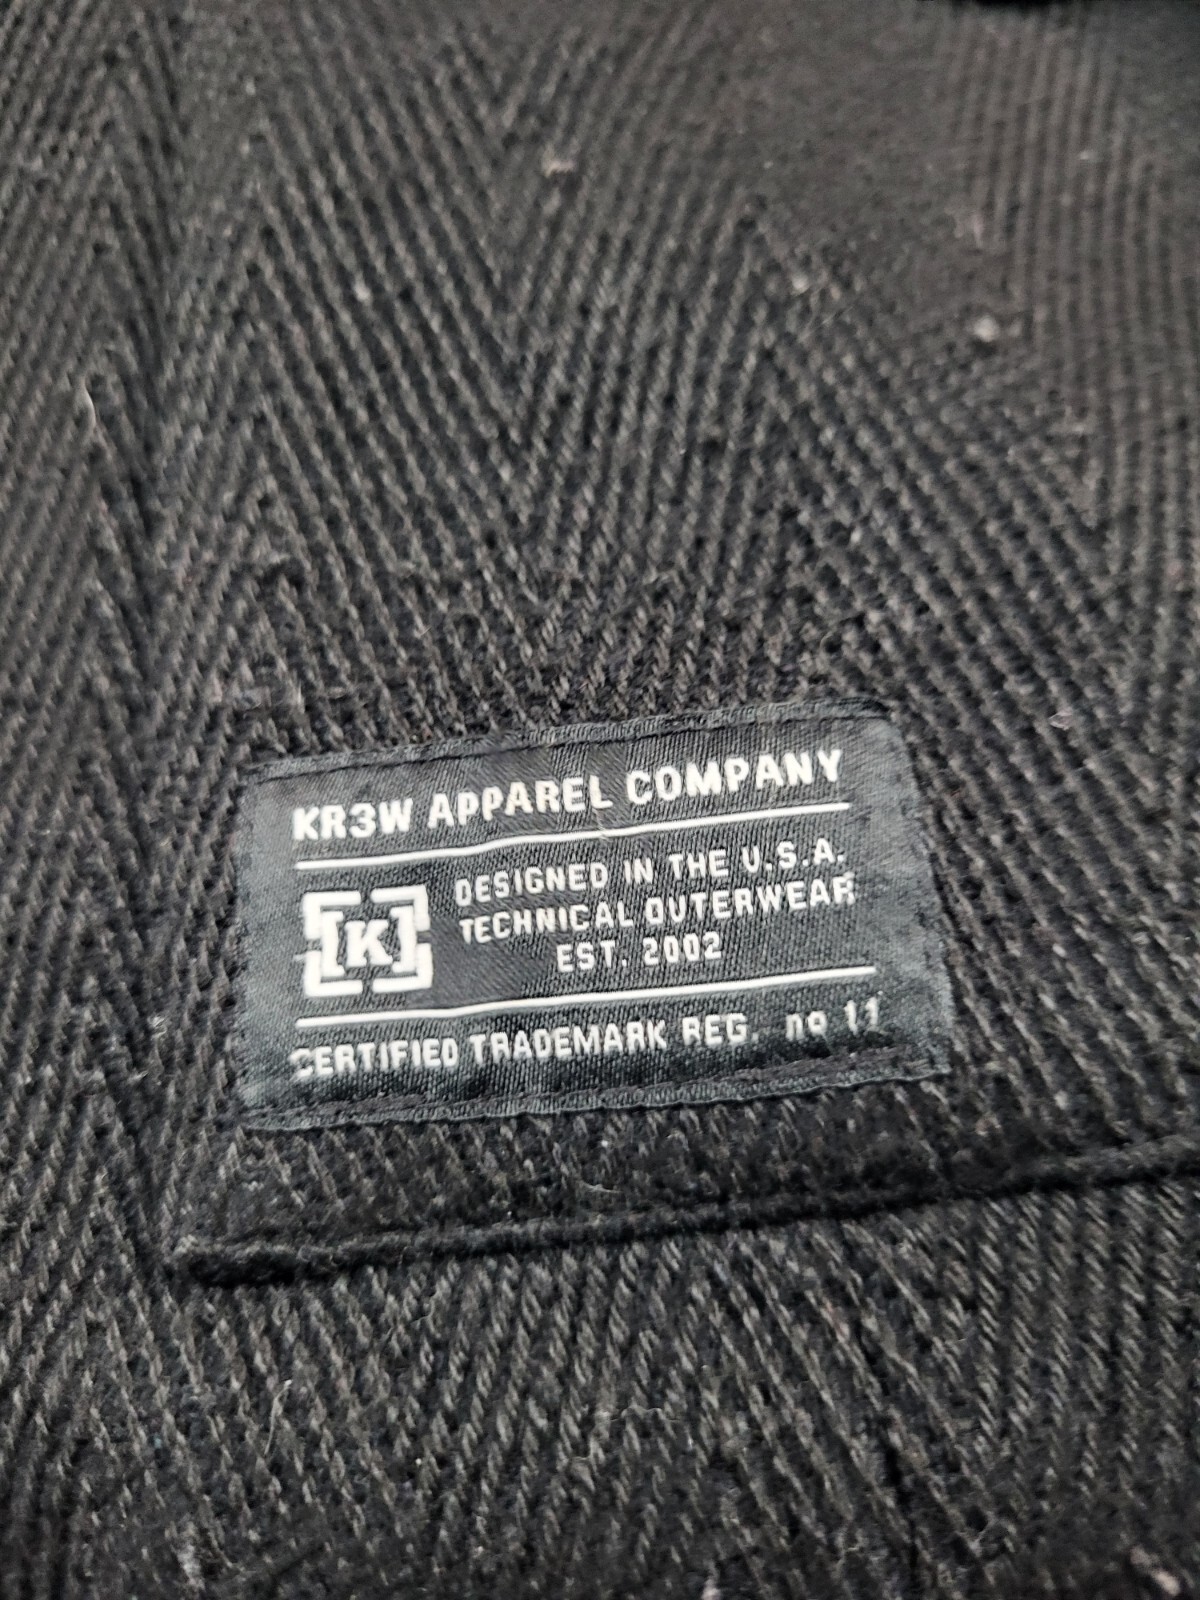 KR3W APPAREL COMPANY
[K]
DESIGNED IN THE U.S.A.
TECHNICAL OUTERWEAR
EST. 2002
CERTIFIED TRADEMARK REG. no 11